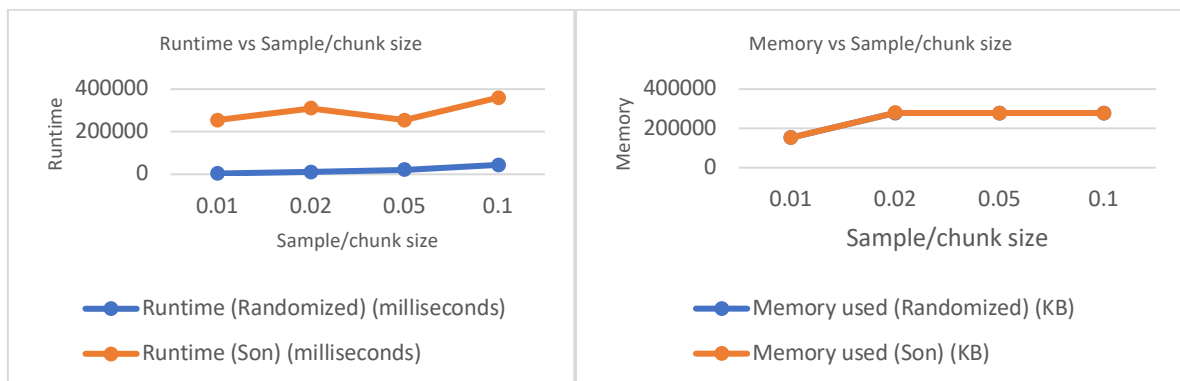 Runtime vs Sample/chunk size
Runtime
400000
200000
0
0.01 0.02 0.05 0.1
Sample/chunk size
Runtime (Randomized) (milliseconds)
Runtime (Son) (milliseconds)
Memory vs Sample/chunk size
Memory
400000
200000
0
0.01 0.02 0.05 0.1
Sample/chunk size
Memory used (Randomized) (KB)
Memory used (Son) (KB)